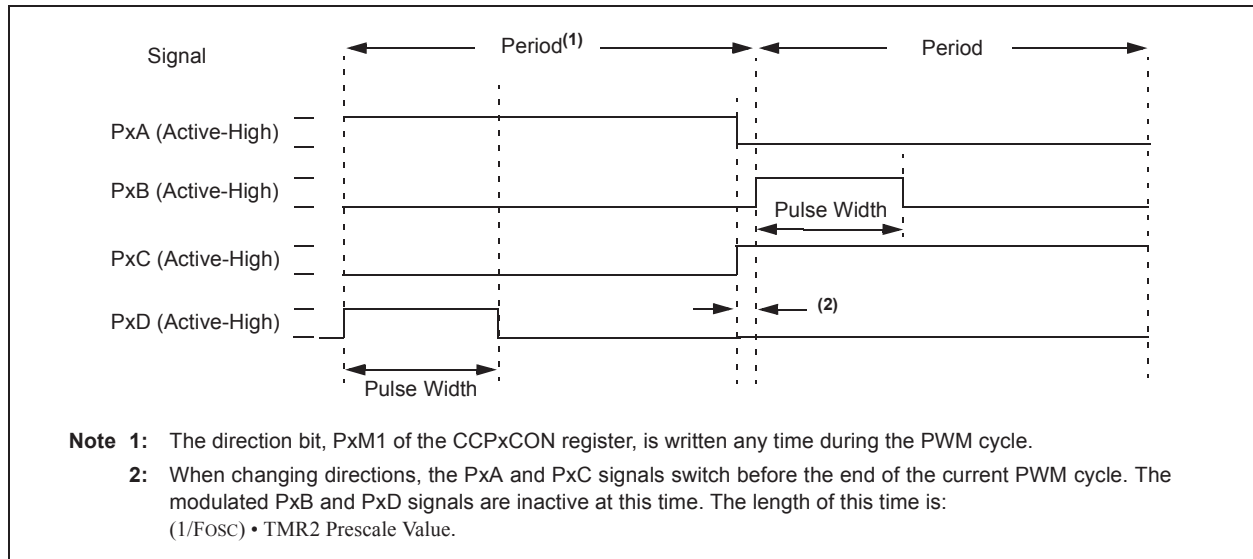 Signal
Period(1)
Period
PxA (Active-High)
PxB (Active-High)
Pulse Width
PxC (Active-High)
(2)
PxD (Active-High)
Pulse Width
Note 1: The direction bit, PxM1 of the CCPxCON register, is written any time during the PWM cycle.
2: When changing directions, the PxA and PxC signals switch before the end of the current PWM cycle. The
modulated PxB and PxD signals are inactive at this time. The length of this time is:
(1/FOSC) • TMR2 Prescale Value.